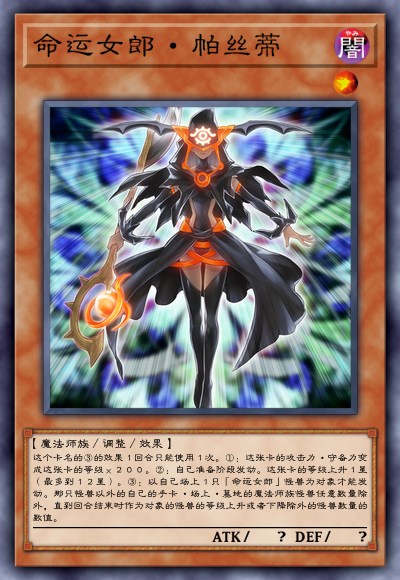 命运女郎·帕丝蒂
やみ
闇
【魔法师族／调整／效果】
这个卡名的③的效果1回合只能使用1次。①：这张卡的攻击力·守备力变
成这张卡的等级×200。②：自己准备阶段发动。这张卡的等级上升1星
（最多到12星）。③：以自己场上1只「命运女郎」怪兽为对象才能发
动。那只怪兽以外的自己的手卡·场上·墓地的魔法师族怪兽任意数量除
外，直到回合结束时作为对象的怪兽的等级上升或者下降除外的怪兽数量的
数值。
ATK/ ? DEF/ ?